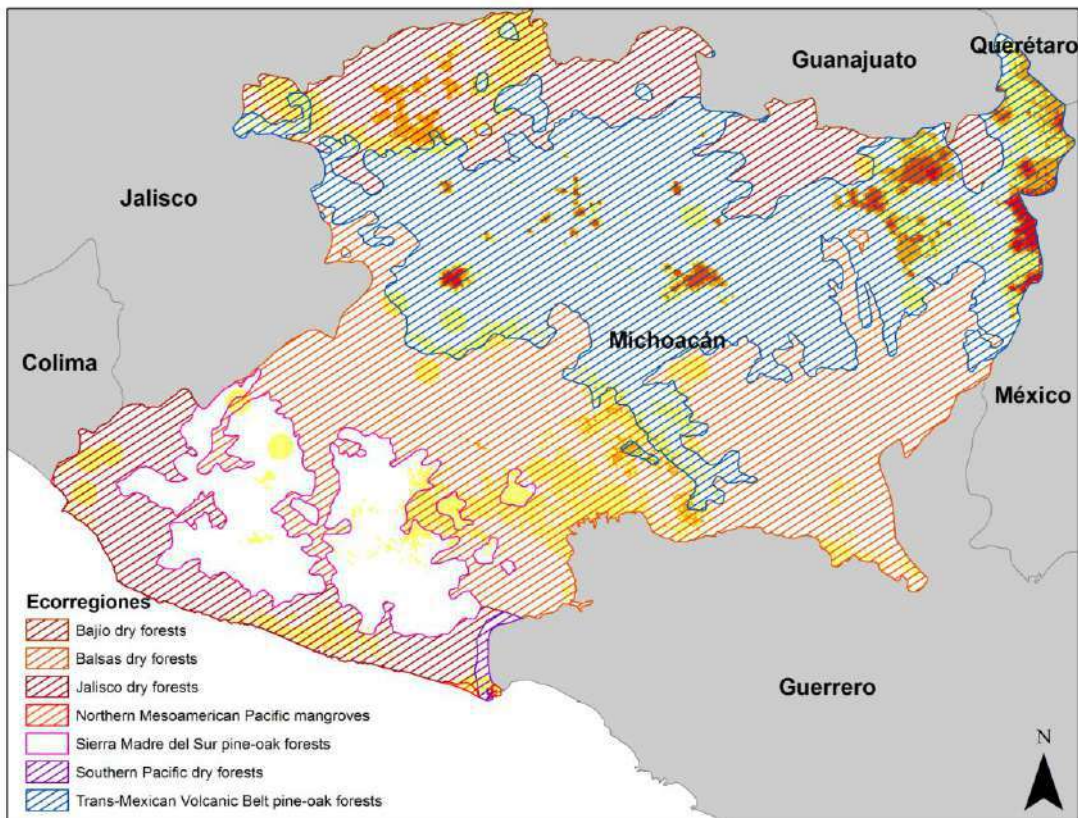 Querétaro
Guanajuato
Jalisco
Michoacán
Colima
México
Guerrero
Ecorregiones
Bajío dry forests
Balsas dry forests
Jalisco dry forests
Northern Mesoamerican Pacific mangroves
Sierra Madre del Sur pine-oak forests
Southern Pacific dry forests
Trans-Mexican Volcanic Belt pine-oak forests
N